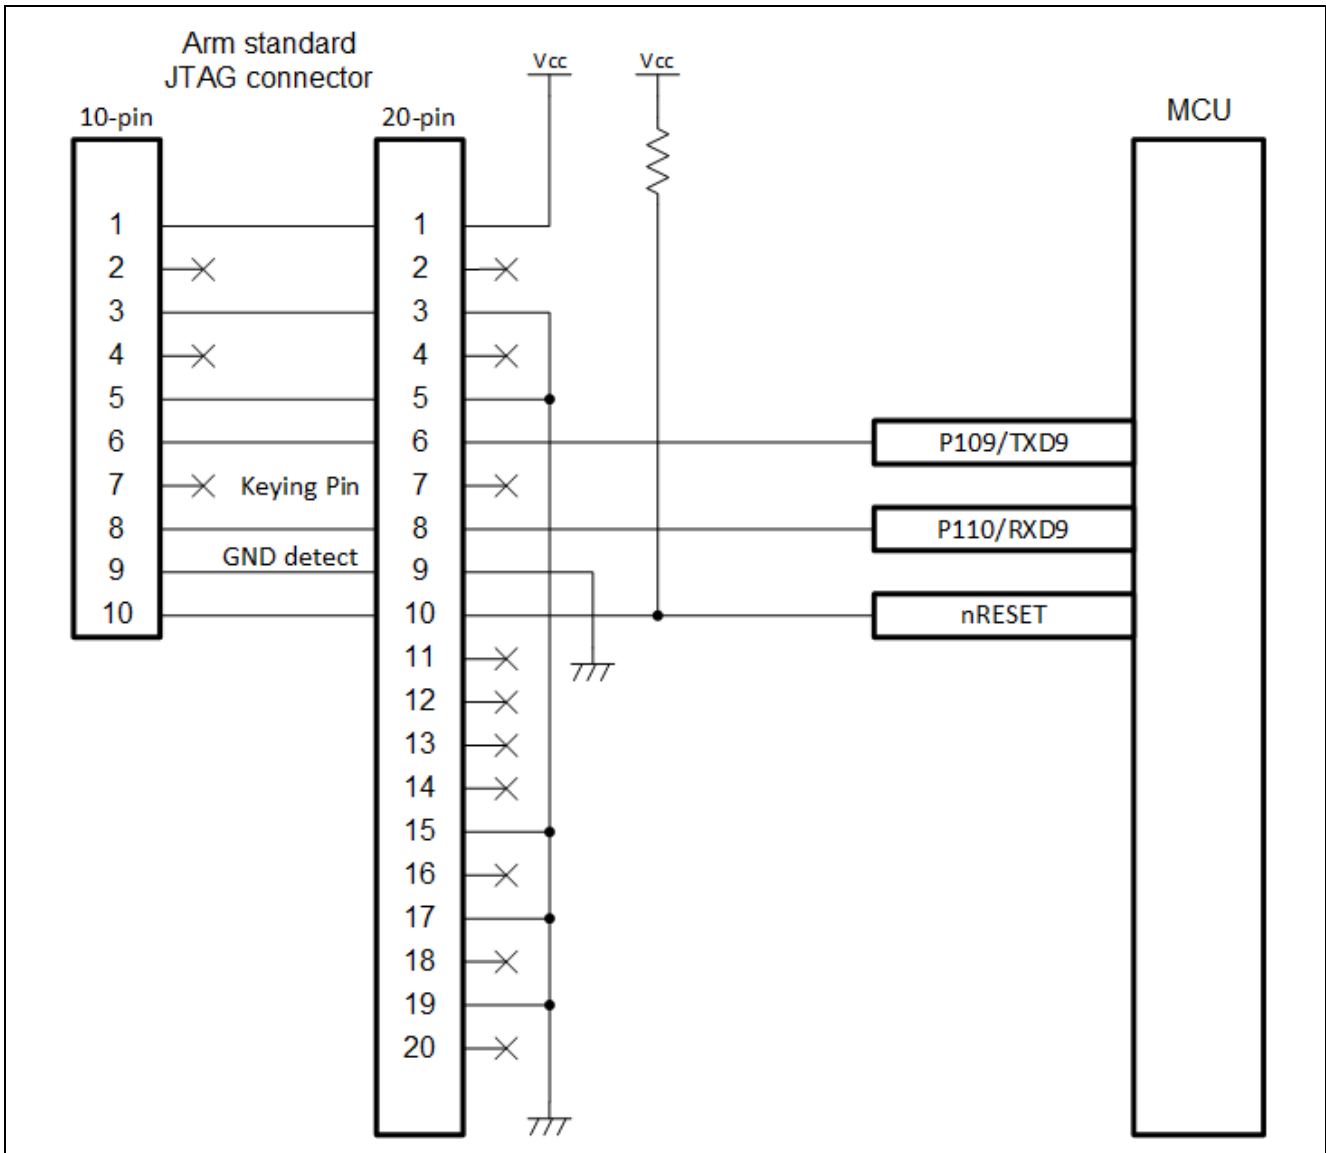 Arm standard
JTAG connector
10-pin
20-pin
Vcc
Vcc
MCU
1
2
3
4
5
6
7
8
9
10
Keying Pin
GND detect
1
2
3
4
5
6
7
8
9
10
11
12
13
14
15
16
17
18
19
20
P109/TXD9
P110/RXD9
nRESET